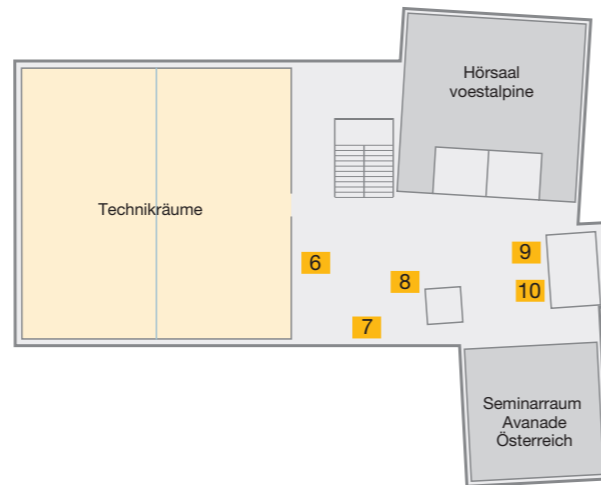 Hörsaal
voestalpine
Technikräume
6
7
8
9
10
Seminarraum
Avanade
Österreich